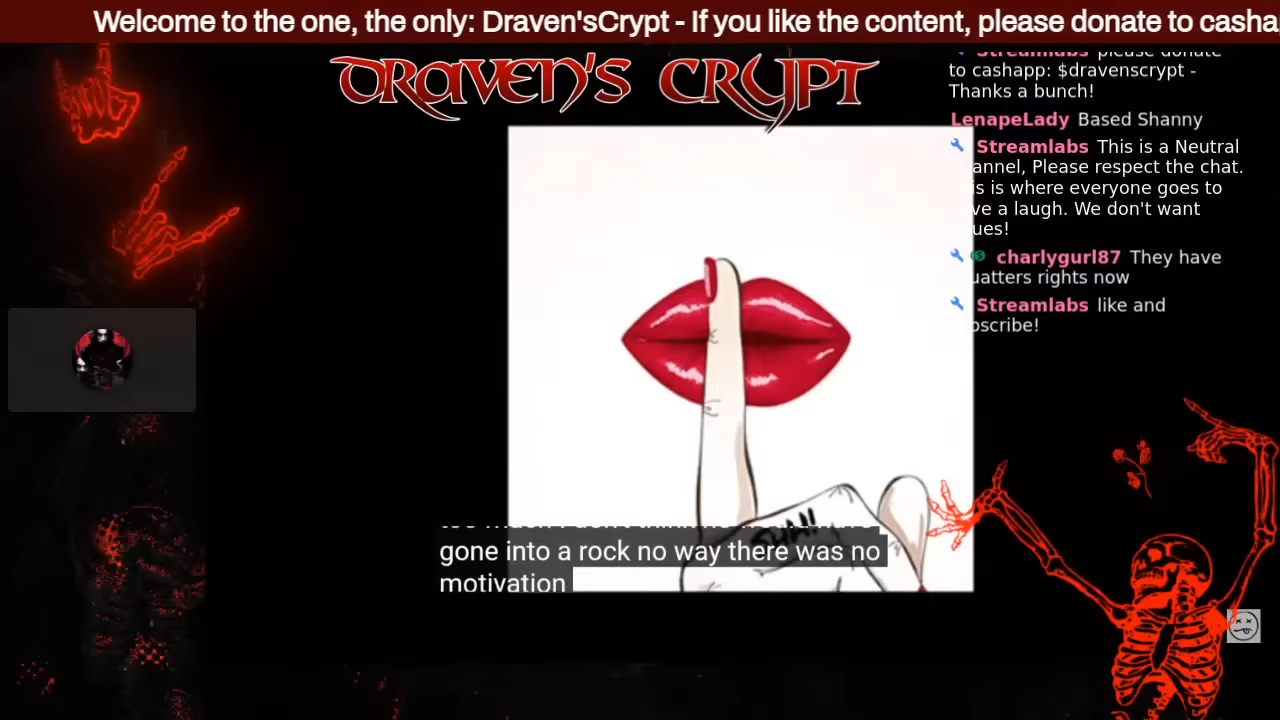 Welcome to the one, the only: Draven'sCrypt - If you like the content, please donate to casha
DRAVEN'S CRYPT
Streamlabs please donate
to cashapp: $dravenscrypt -
Thanks a bunch!
LenapeLady Based Shanny
Streamlabs This is a Neutral
annel, Please respect the chat.
is is where everyone goes to
ve a laugh. We don't want
ues!
charlygurl87 They have
uatters rights now
Streamlabs like and
bscribe!
gone into a rock no way there was no
motivation